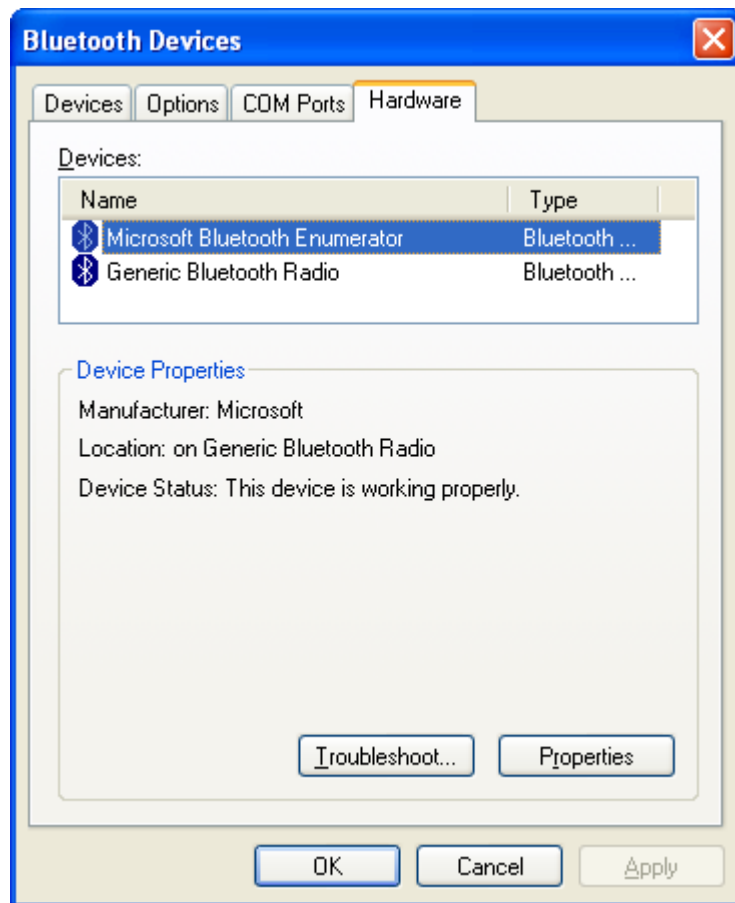 Bluetooth Devices
Devices Options COM Ports Hardware
Devices:
Name Type
Microsoft Bluetooth Enumerator Bluetooth ...
Generic Bluetooth Radio Bluetooth ...
Device Properties
Manufacturer: Microsoft
Location: on Generic Bluetooth Radio
Device Status: This device is working properly.
Troubleshoot... Properties
OK Cancel Apply